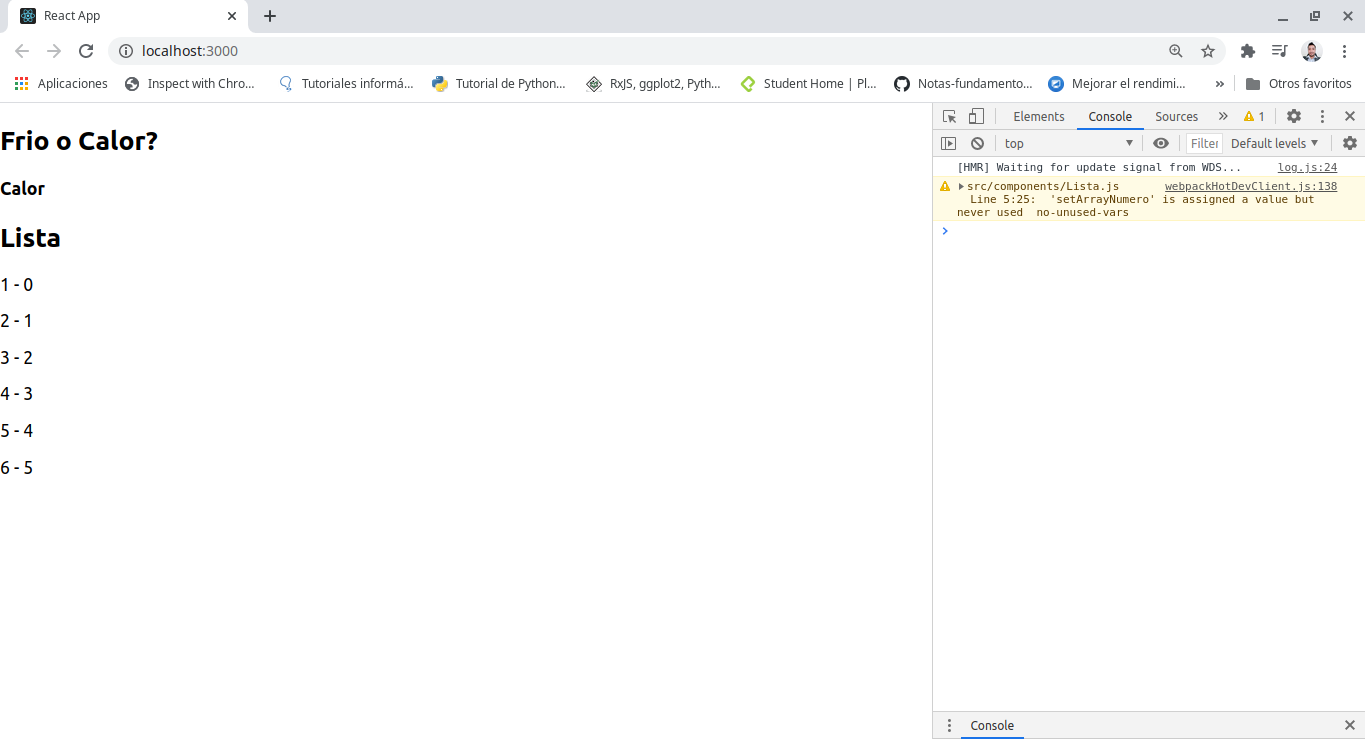 React App
localhost:3000
Aplicaciones
Inspect with Chro...
Tutoriales informá...
Tutorial de Python...
RxJS, ggplot2, Pyth...
Student Home | Pl...
Notas-fundamento...
Mejorar el rendimi...
»
Otros favoritos
Frio o Calor?
Calor
Lista
1 - 0
2 - 1
3 - 2
4 - 3
5 - 4
6 - 5
Elements
Console
Sources
»
1
top
Filter
Default levels
[HMR] Waiting for update signal from WDS...
log.js:24
src/components/Lista.js
webpackHotDevClient.js:138
Line 5:25: 'setArrayNumero' is assigned a value but
never used no-unused-vars
Console